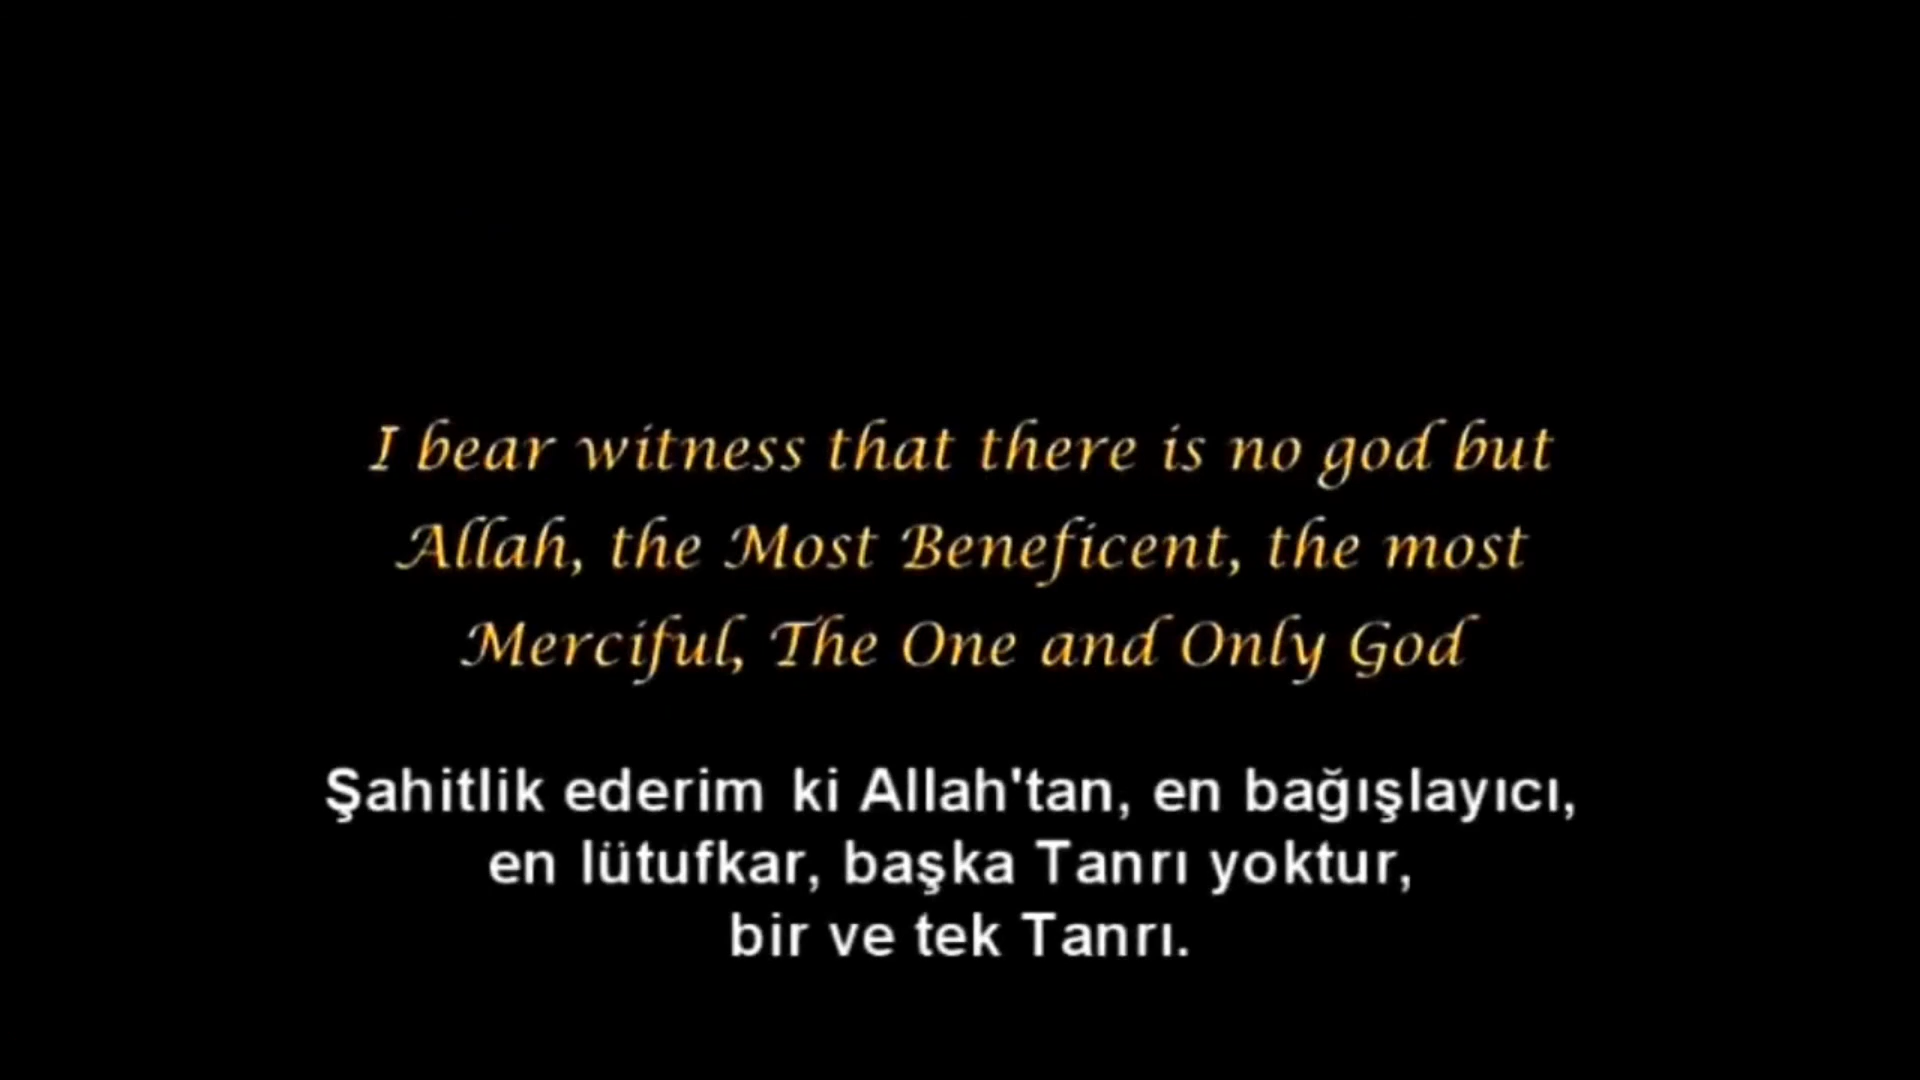 I bear witness that there is no god but
Allah, the Most Beneficent, the most
Merciful, The One and Only God
Şahitlik ederim ki Allah'tan, en bağışlayıcı,
en lütufkar, başka Tanrı yoktur,
bir ve tek Tanrı.